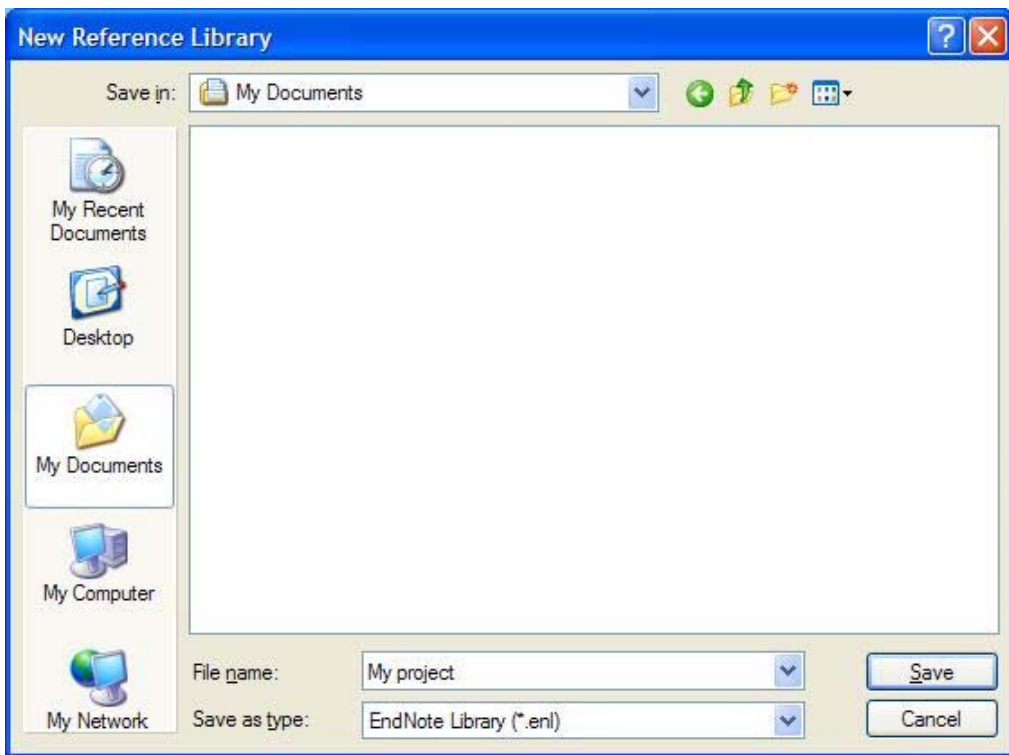 New Reference Library
Save in:
My Documents
My Recent
Documents
Desktop
My Documents
My Computer
My Network
File name:
My project
Save
Save as type:
EndNote Library (*.enl)
Cancel